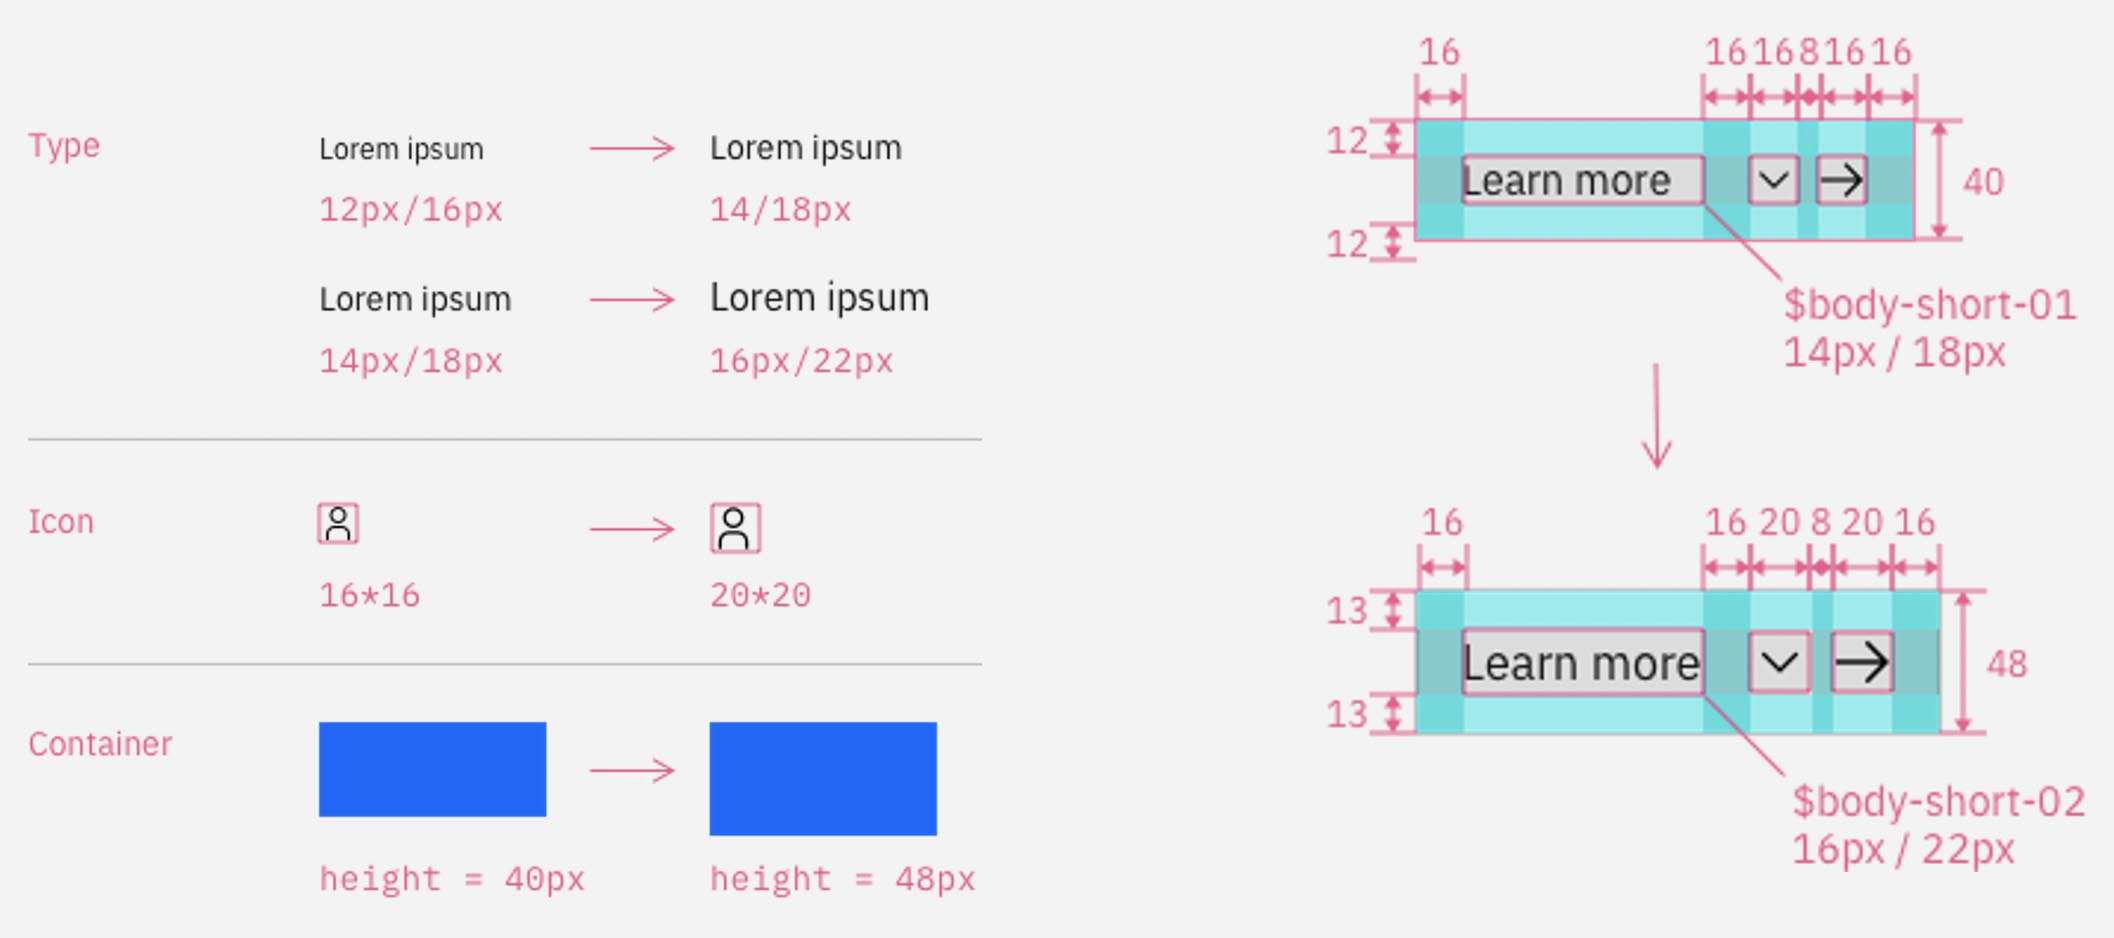 Type
Lorem ipsum
Lorem ipsum
12px/16px
14/18px
Lorem ipsum
Lorem ipsum
14px/18px
16px/22px
Icon
16*16
20*20
Container
height = 40px
height = 48px
16
16 16 8 16 16
12
Learn more
40
12
$body-short-01
14px / 18px
16
16 20 8 20 16
13
Learn more
48
13
$body-short-02
16px / 22px